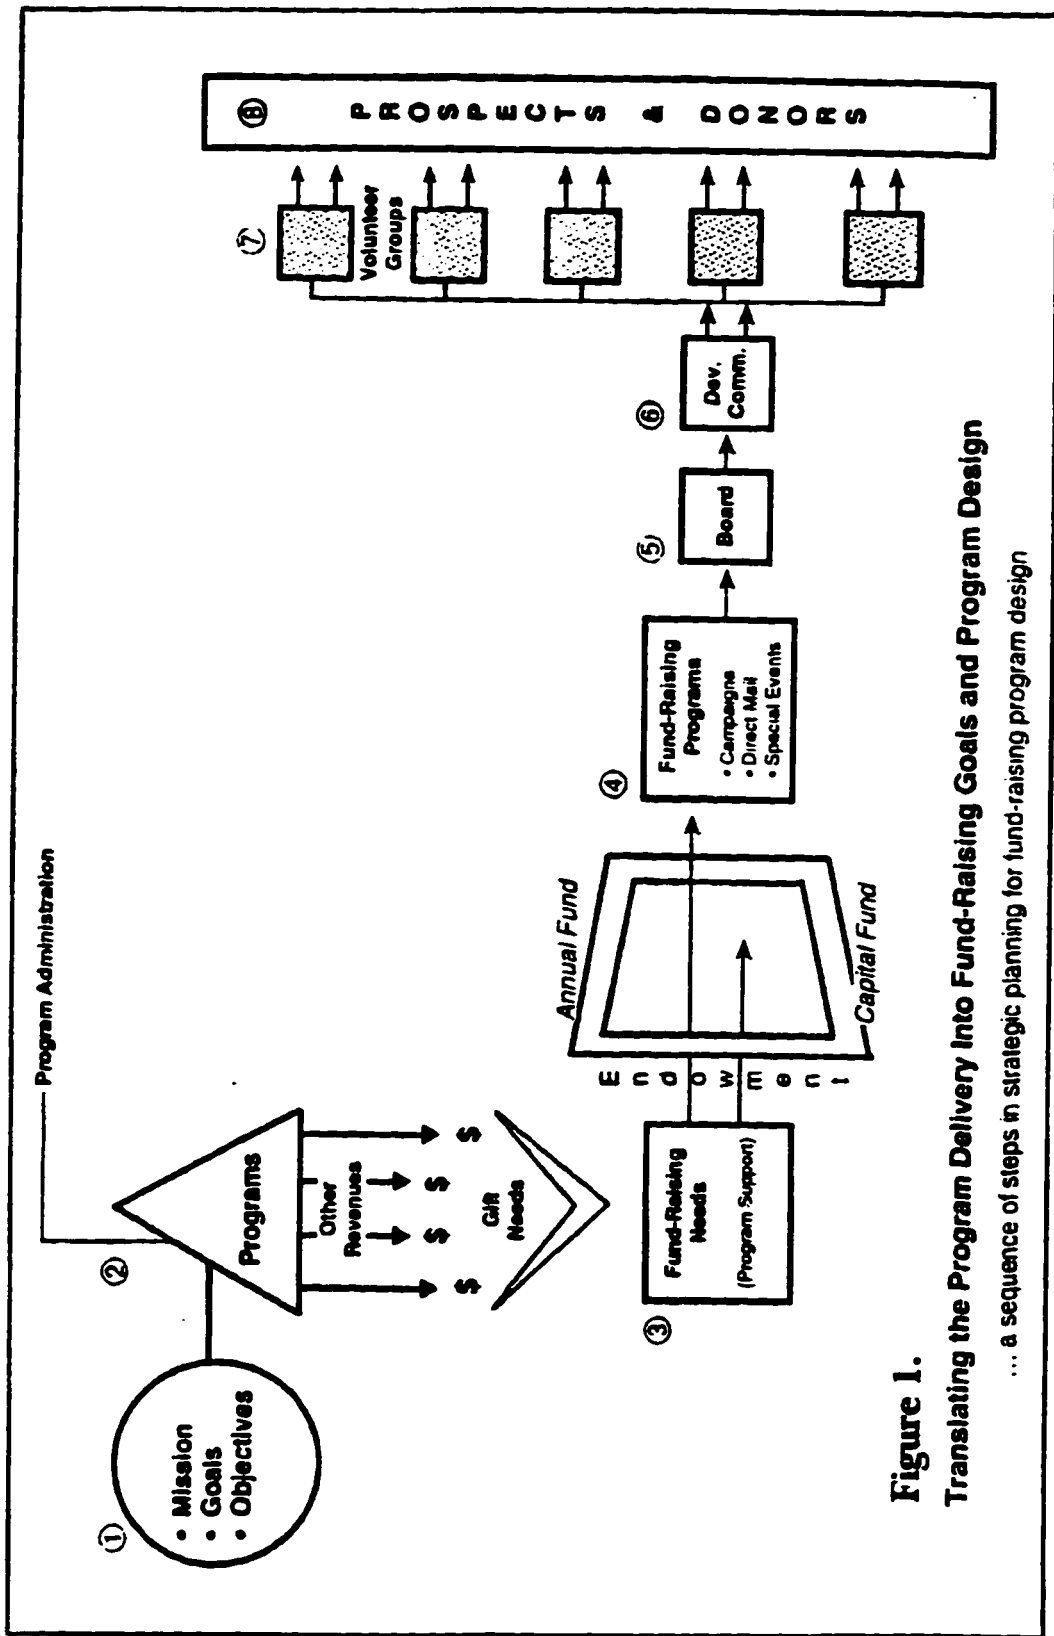 Program Administration
①
• Mission
• Goals
• Objectives
②
Programs
Other
Revenues
$ $ $ $
Gift
Needs
③
Fund-Raising
Needs
(Program Support)
Endowment
Annual Fund
Capital Fund
④
Fund-Raising
Programs
• Campaigns
• Direct Mail
• Special Events
⑤
Board
⑥
Dev.
Comm.
⑦
Volunteer
Groups
⑧
PROSPECTS & DONORS
Figure 1.
Translating the Program Delivery Into Fund-Raising Goals and Program Design
... a sequence of steps in strategic planning for fund-raising program design